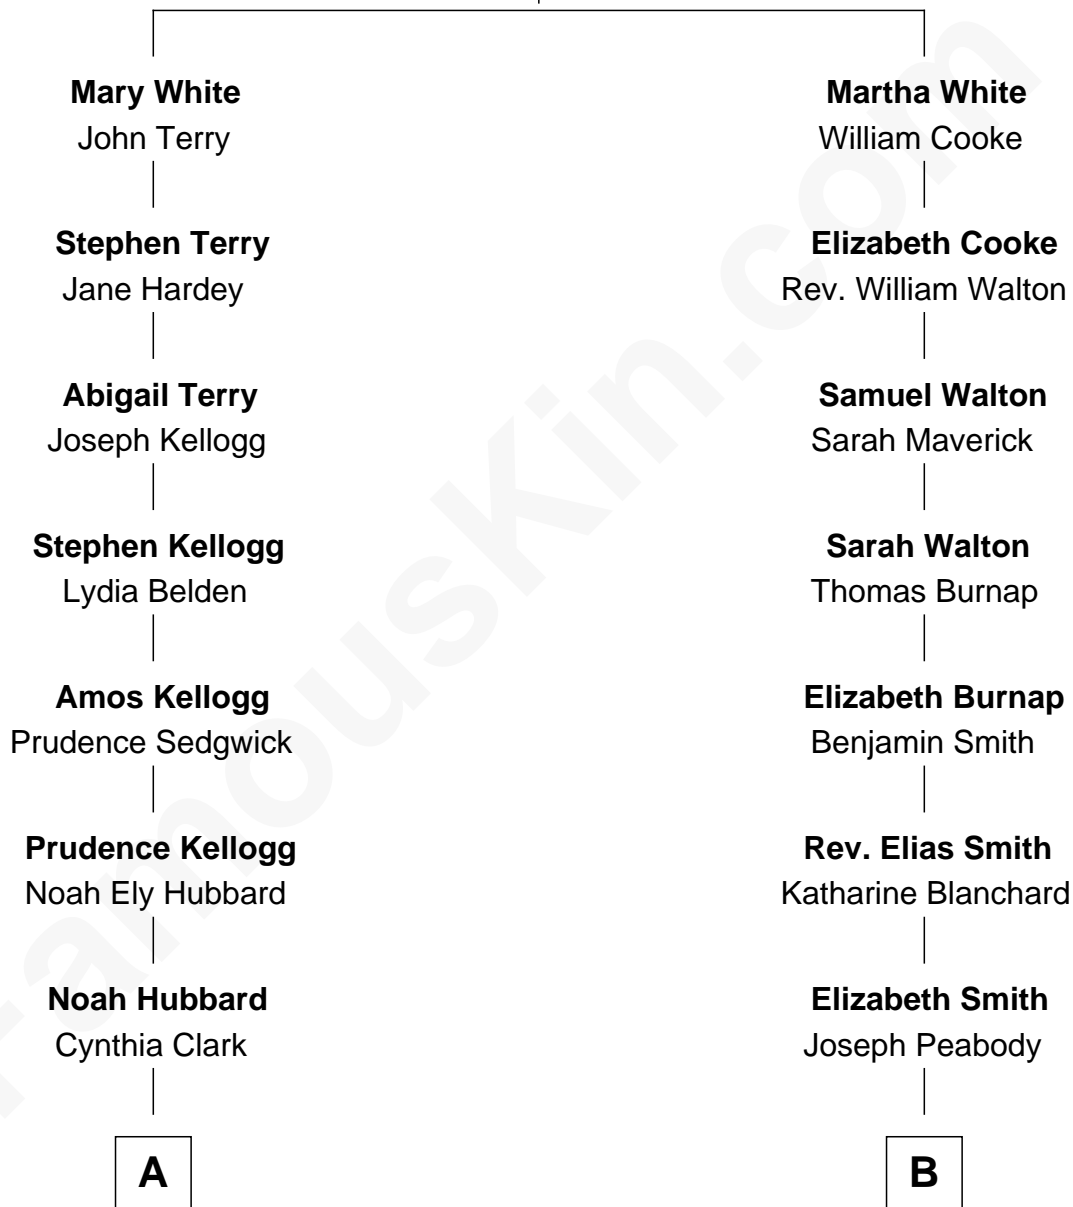 Mary White
John Terry
Stephen Terry
Jane Hardey
Abigail Terry
Joseph Kellogg
Stephen Kellogg
Lydia Belden
Amos Kellogg
Prudence Sedgwick
Prudence Kellogg
Noah Ely Hubbard
Noah Hubbard
Cynthia Clark
A
Martha White
William Cooke
Elizabeth Cooke
Rev. William Walton
Samuel Walton
Sarah Maverick
Sarah Walton
Thomas Burnap
Elizabeth Burnap
Benjamin Smith
Rev. Elias Smith
Katharine Blanchard
Elizabeth Smith
Joseph Peabody
B
FamousKin.com